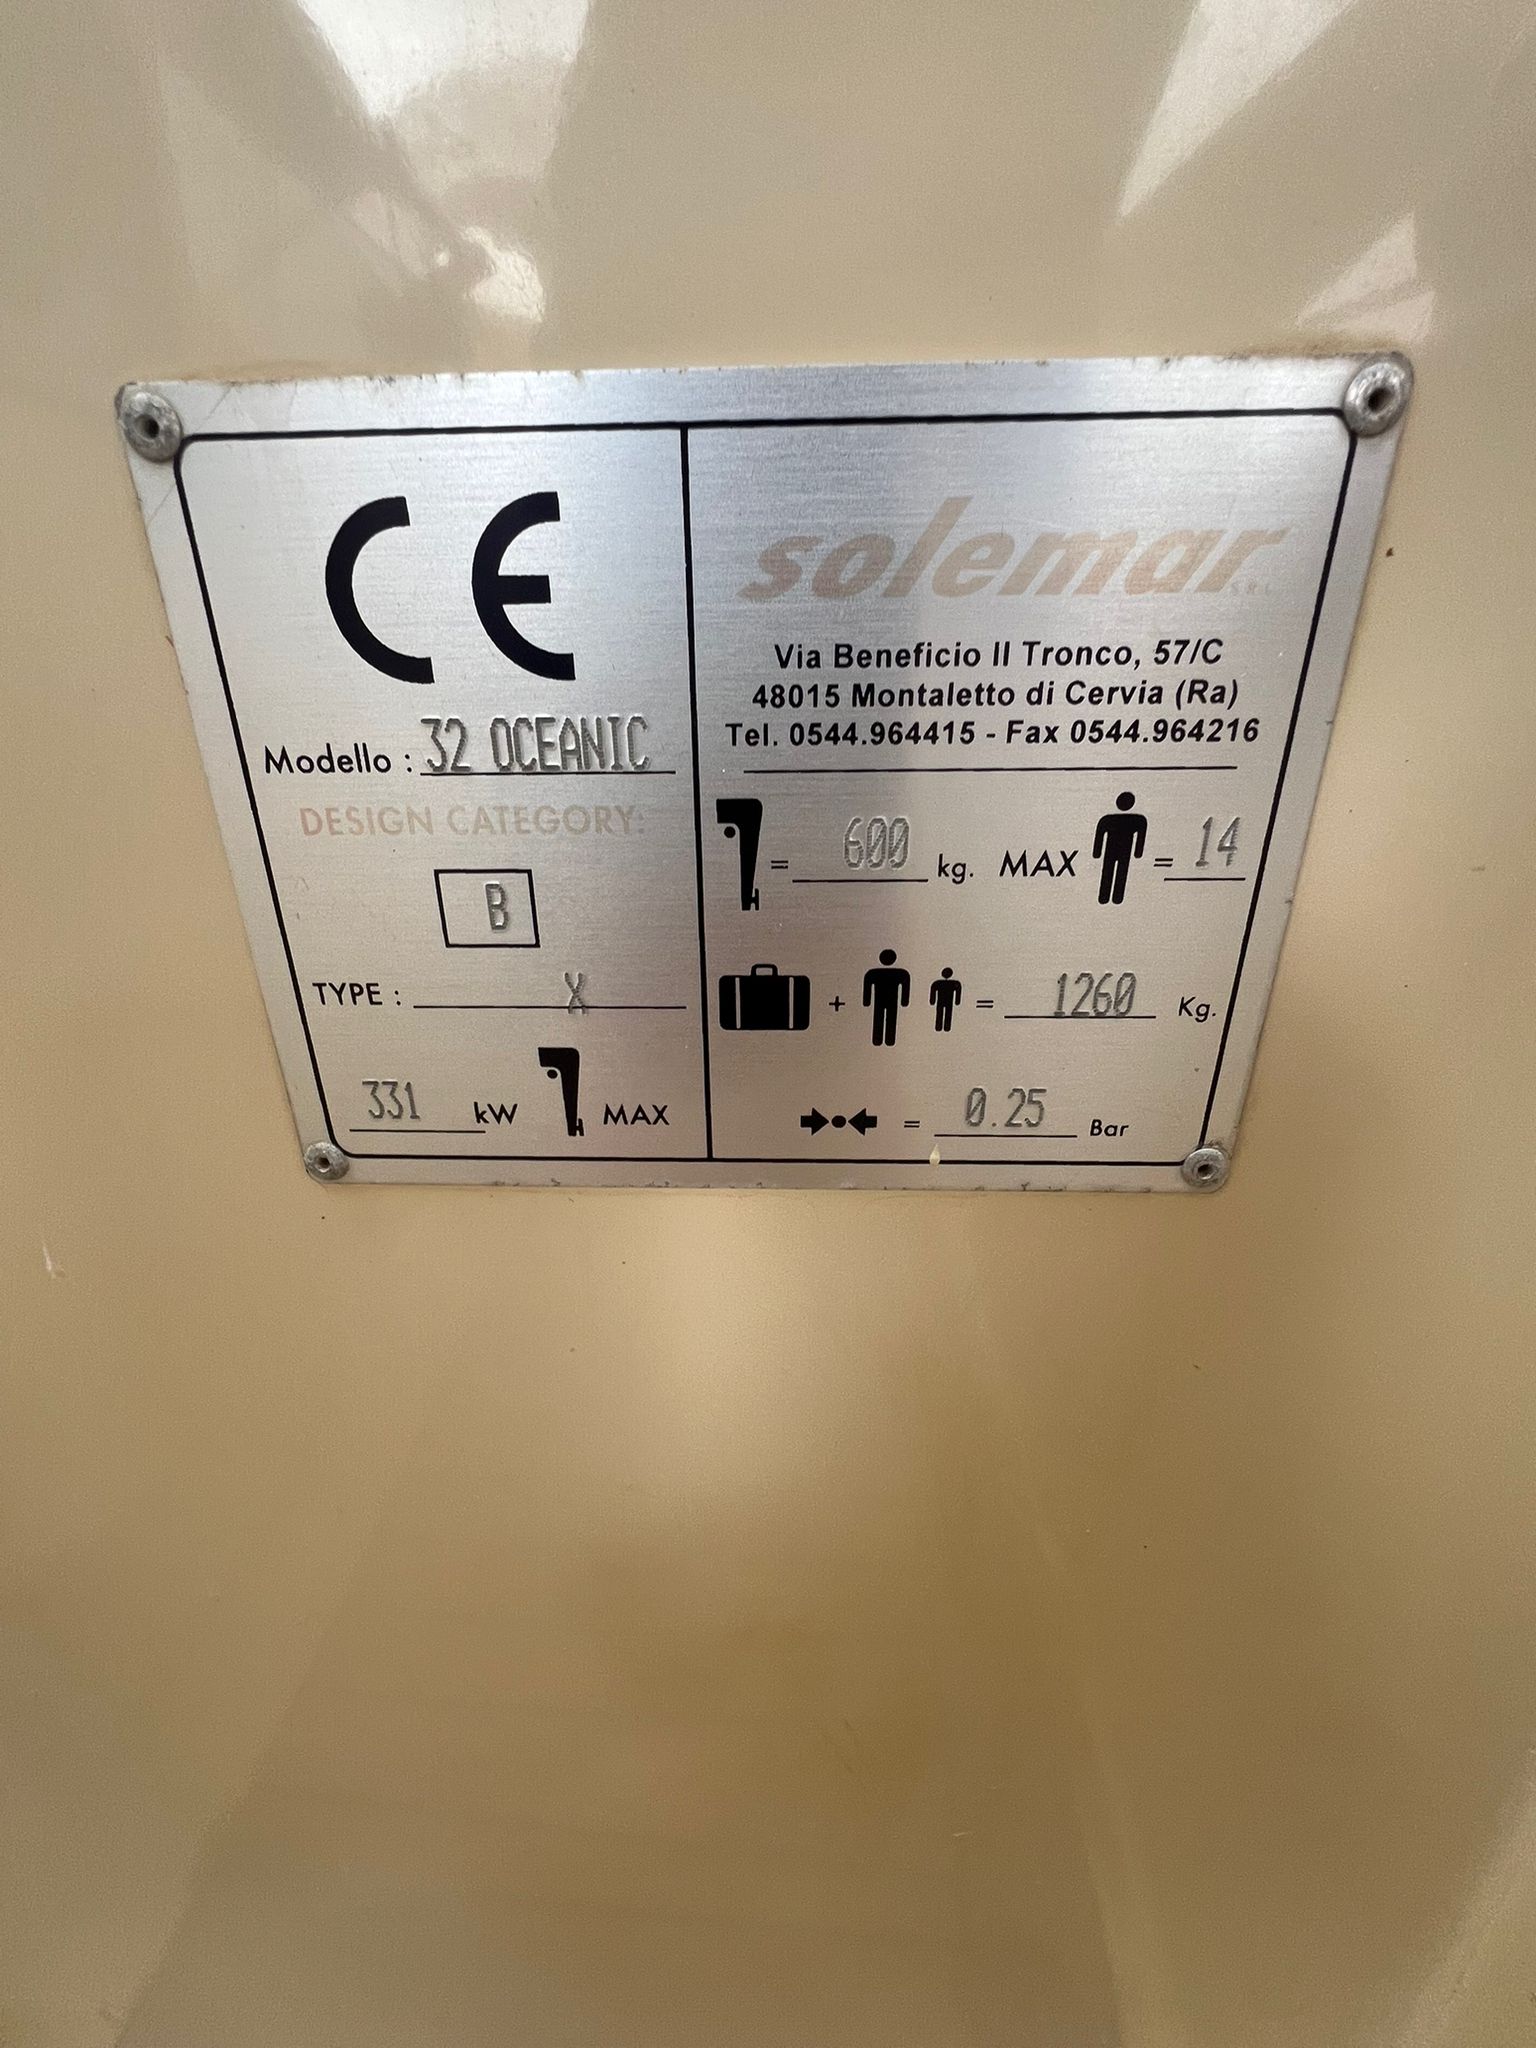 CE
Modello : 32 OCEANIC
DESIGN CATEGORY:
B
TYPE : X
331 kW MAX
solemar SRL
Via Beneficio II Tronco, 57/C
48015 Montaletto di Cervia (Ra)
Tel. 0544.964415 - Fax 0544.964216
= 600 kg. MAX = 14
+ = 1260 Kg.
= 0.25 Bar